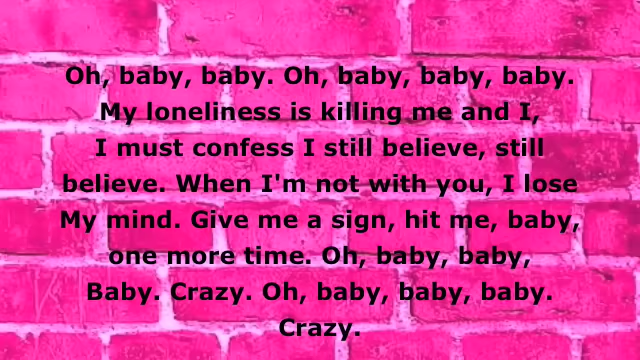 Oh, baby, baby. Oh, baby, baby, baby.
My loneliness is killing me and I,
I must confess I still believe, still
believe. When I'm not with you, I lose
My mind. Give me a sign, hit me, baby,
one more time. Oh, baby, baby,
Baby. Crazy. Oh, baby, baby, baby.
Crazy.